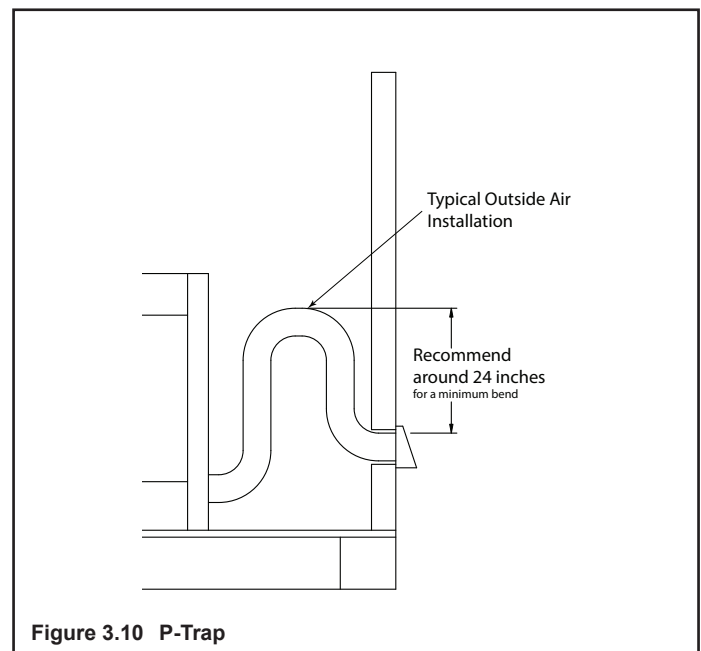 Typical Outside Air
Installation
Recommend
around 24 inches
for a minimum bend
Figure 3.10 P-Trap